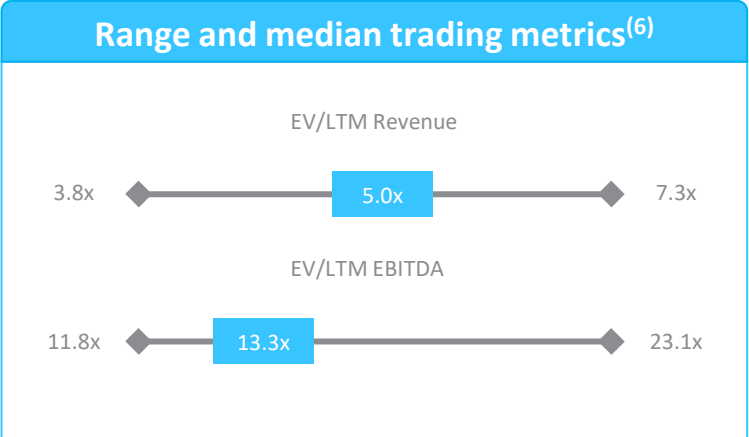 Range and median trading metrics(6)
EV/LTM Revenue
3.8x 5.0x 7.3x
EV/LTM EBITDA
11.8x 13.3x 23.1x